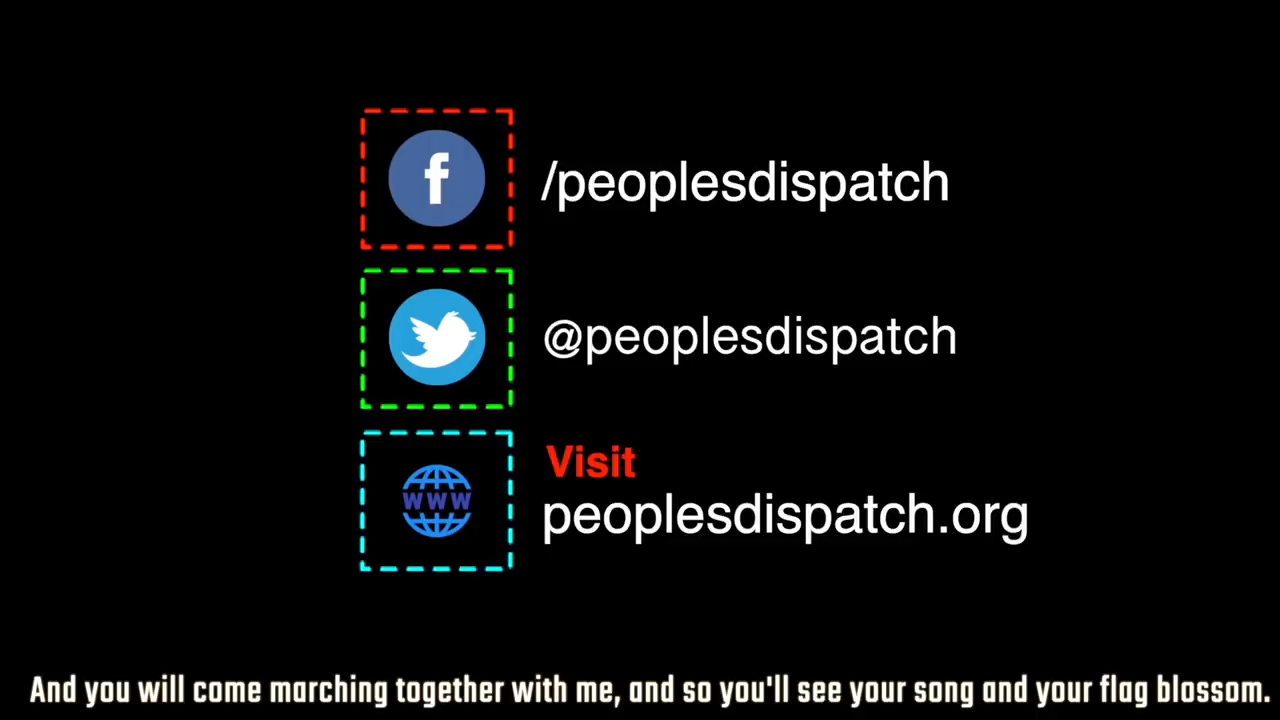 f
/peoplesdispatch
@peoplesdispatch
Visit
www
peoplesdispatch.org
And you will come marching together with me, and so you'll see your song and your flag blossom.